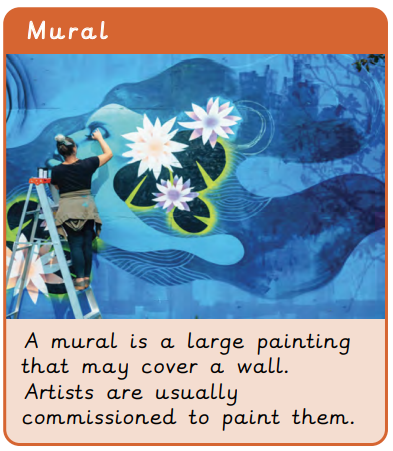 Mural
A mural is a large painting
that may cover a wall.
Artists are usually
commissioned to paint them.